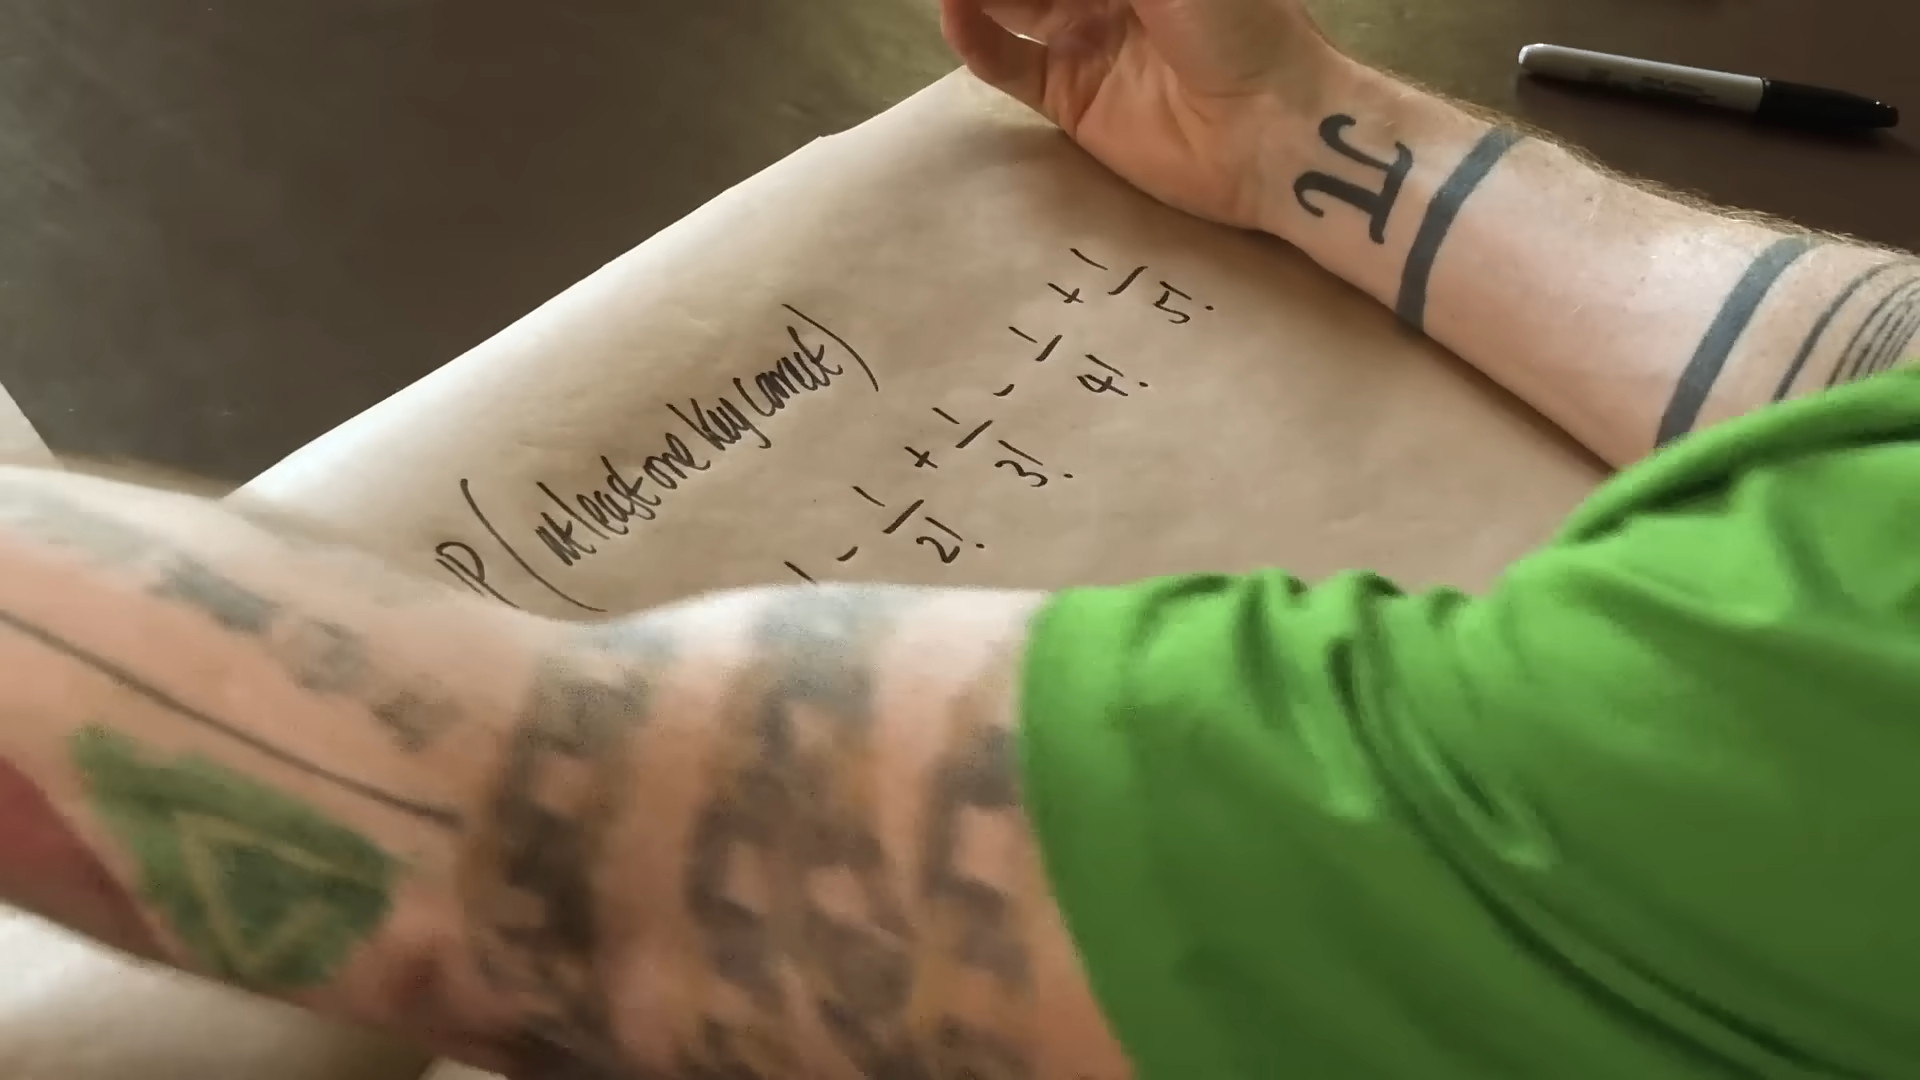 P(at least one key correct)
1 - 1/2! + 1/3! - 1/4! + 1/5!
π